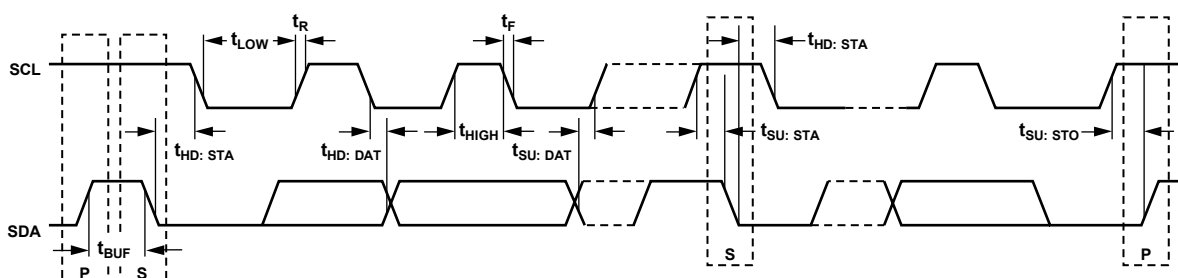 tR
tF
tLOW
tHD: STA
SCL
tHD: STA
tHD: DAT
tHIGH
tSU: DAT
tSU: STA
tSU: STO
SDA
tBUF
P
S
S
P